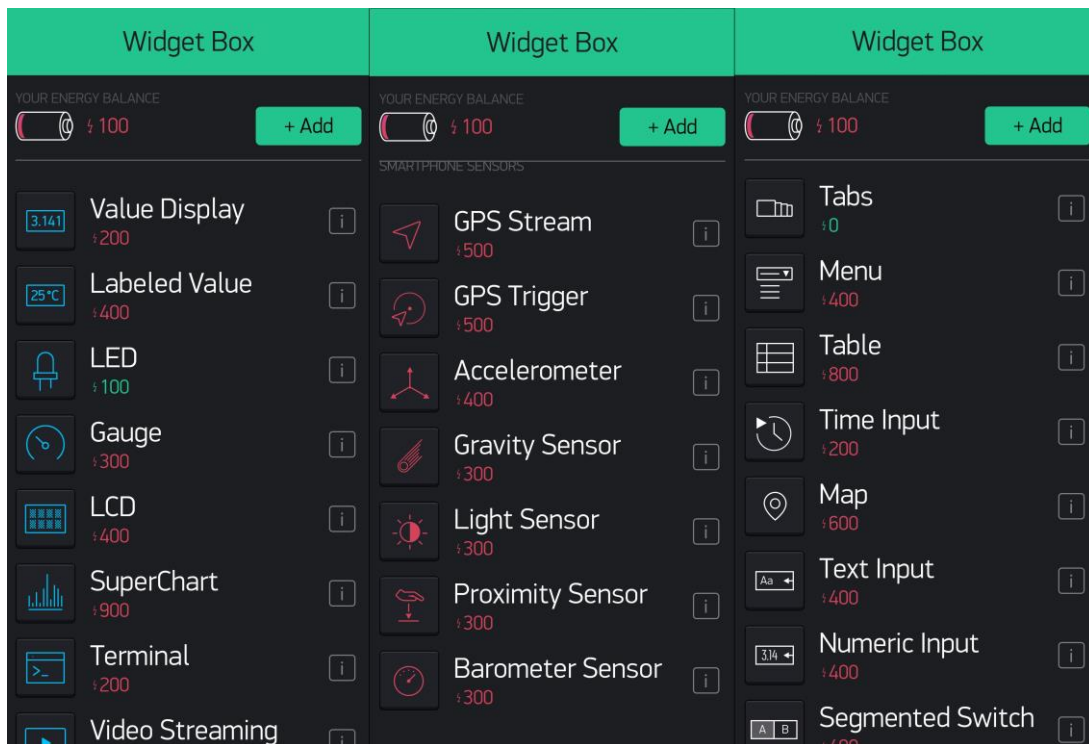 Widget Box
YOUR ENERGY BALANCE
100
+ Add
3.141
Value Display
200
25°C
Labeled Value
400
LED
100
Gauge
300
LCD
400
SuperChart
900
>_
Terminal
200
Video Streaming
Widget Box
YOUR ENERGY BALANCE
100
+ Add
SMARTPHONE SENSORS
GPS Stream
500
GPS Trigger
500
Accelerometer
400
Gravity Sensor
300
Light Sensor
300
Proximity Sensor
300
Barometer Sensor
300
Widget Box
YOUR ENERGY BALANCE
100
+ Add
Tabs
0
Menu
400
Table
800
Time Input
200
Map
600
Aa
Text Input
400
3.14
Numeric Input
400
A B
Segmented Switch